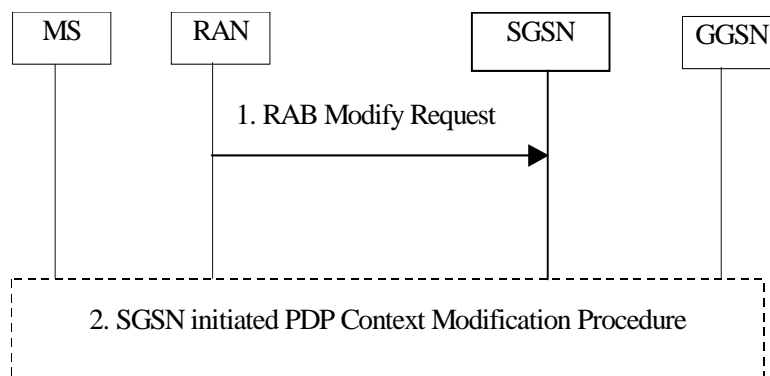 MS RAN SGSN GGSN
1. RAB Modify Request
2. SGSN initiated PDP Context Modification Procedure